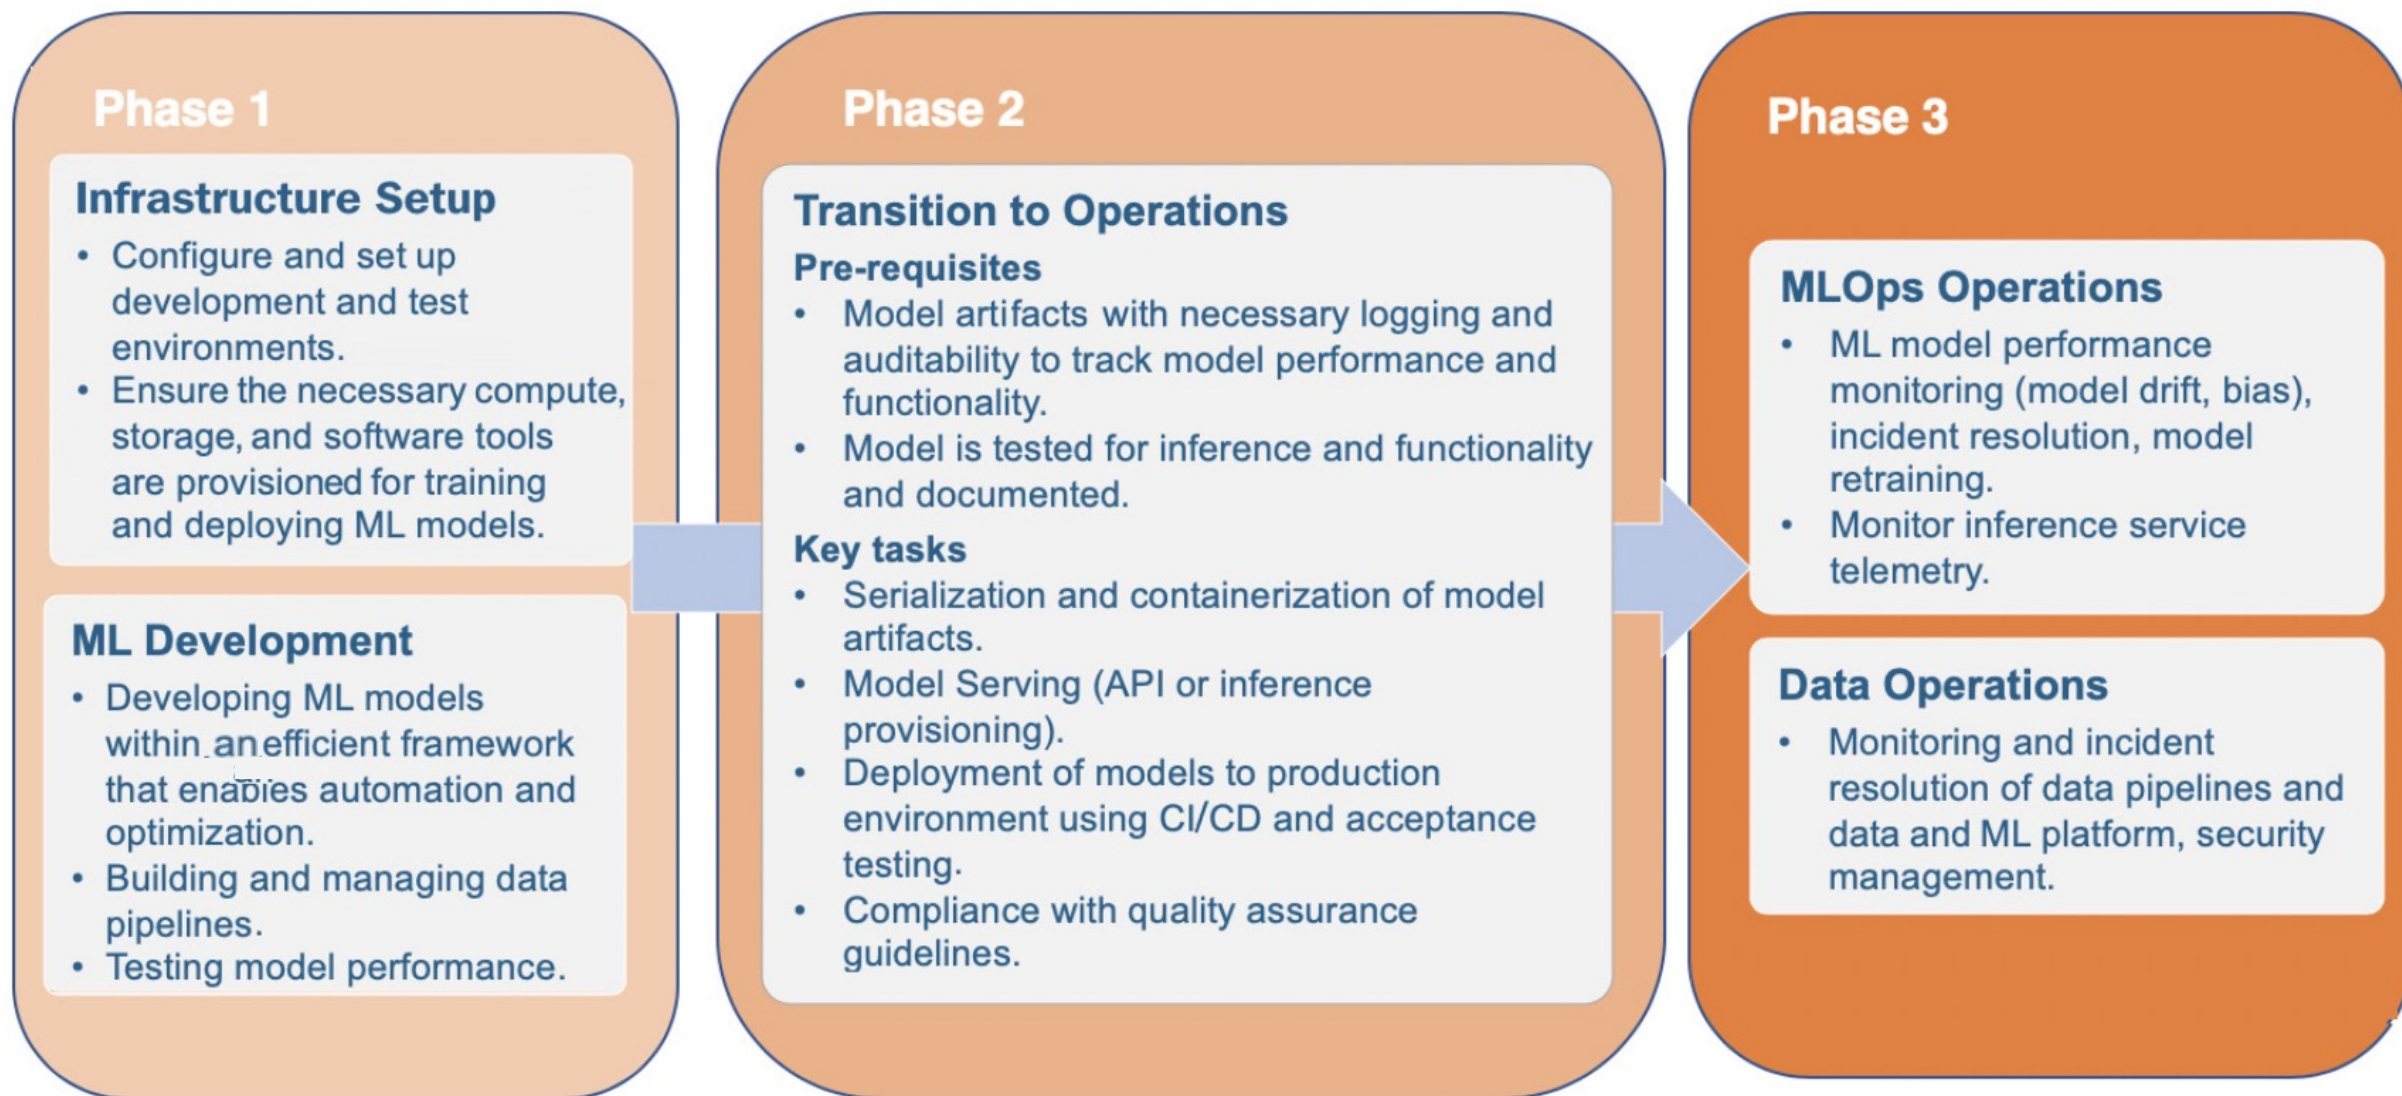 Phase 1
Infrastructure Setup
• Configure and set up
development and test
environments.
• Ensure the necessary compute,
storage, and software tools
are provisioned for training
and deploying ML models.
ML Development
• Developing ML models
within an efficient framework
that enables automation and
optimization.
• Building and managing data
pipelines.
• Testing model performance.
Phase 2
Transition to Operations
Pre-requisites
• Model artifacts with necessary logging and
auditability to track model performance and
functionality.
• Model is tested for inference and functionality
and documented.
Key tasks
• Serialization and containerization of model
artifacts.
• Model Serving (API or inference
provisioning).
• Deployment of models to production
environment using CI/CD and acceptance
testing.
• Compliance with quality assurance
guidelines.
Phase 3
MLOps Operations
• ML model performance
monitoring (model drift, bias),
incident resolution, model
retraining.
• Monitor inference service
telemetry.
Data Operations
• Monitoring and incident
resolution of data pipelines and
data and ML platform, security
management.